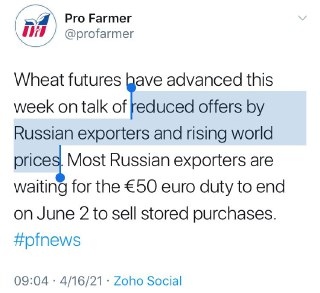 Pro Farmer
@profarmer
Wheat futures have advanced this
week on talk of reduced offers by
Russian exporters and rising world
prices. Most Russian exporters are
waiting for the €50 euro duty to end
on June 2 to sell stored purchases.
#pfnews
09:04 · 4/16/21 · Zoho Social